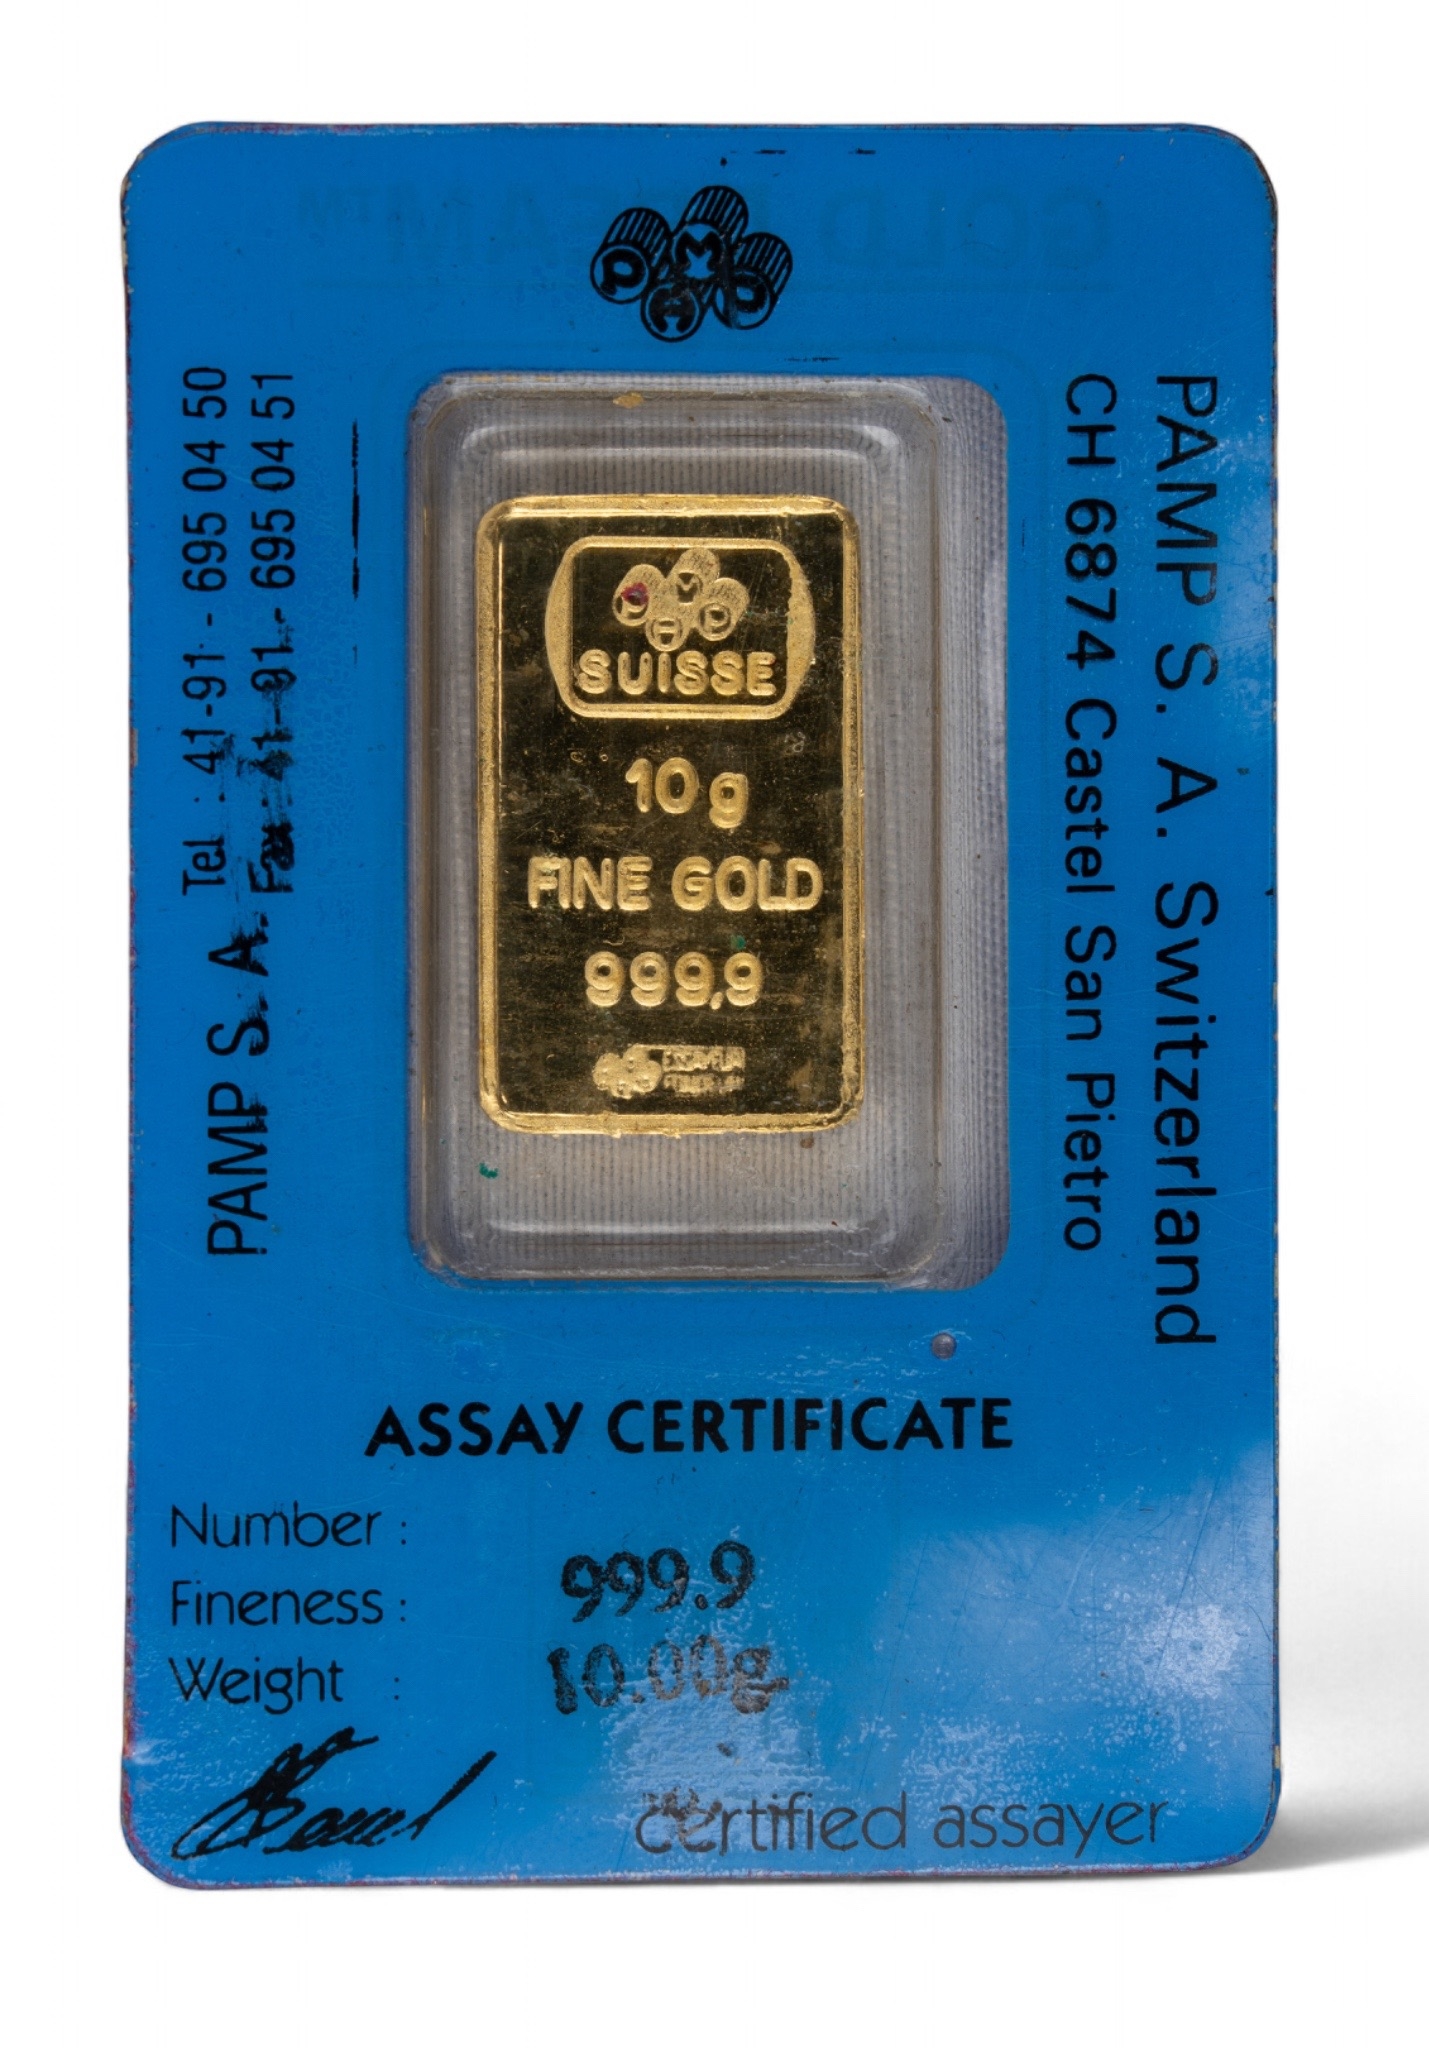 PAMP
Tel : 41-91 - 695 04 50
PAMP S. A. Fax : 41-91 - 695 04 51
PAMP S. A. Switzerland
CH 6874 Castel San Pietro
PAMP
SUISSE
10 g
FINE GOLD
999,9
ASSAY CERTIFICATE
Number :
Fineness : 999.9
Weight : 10.00g
certified assayer